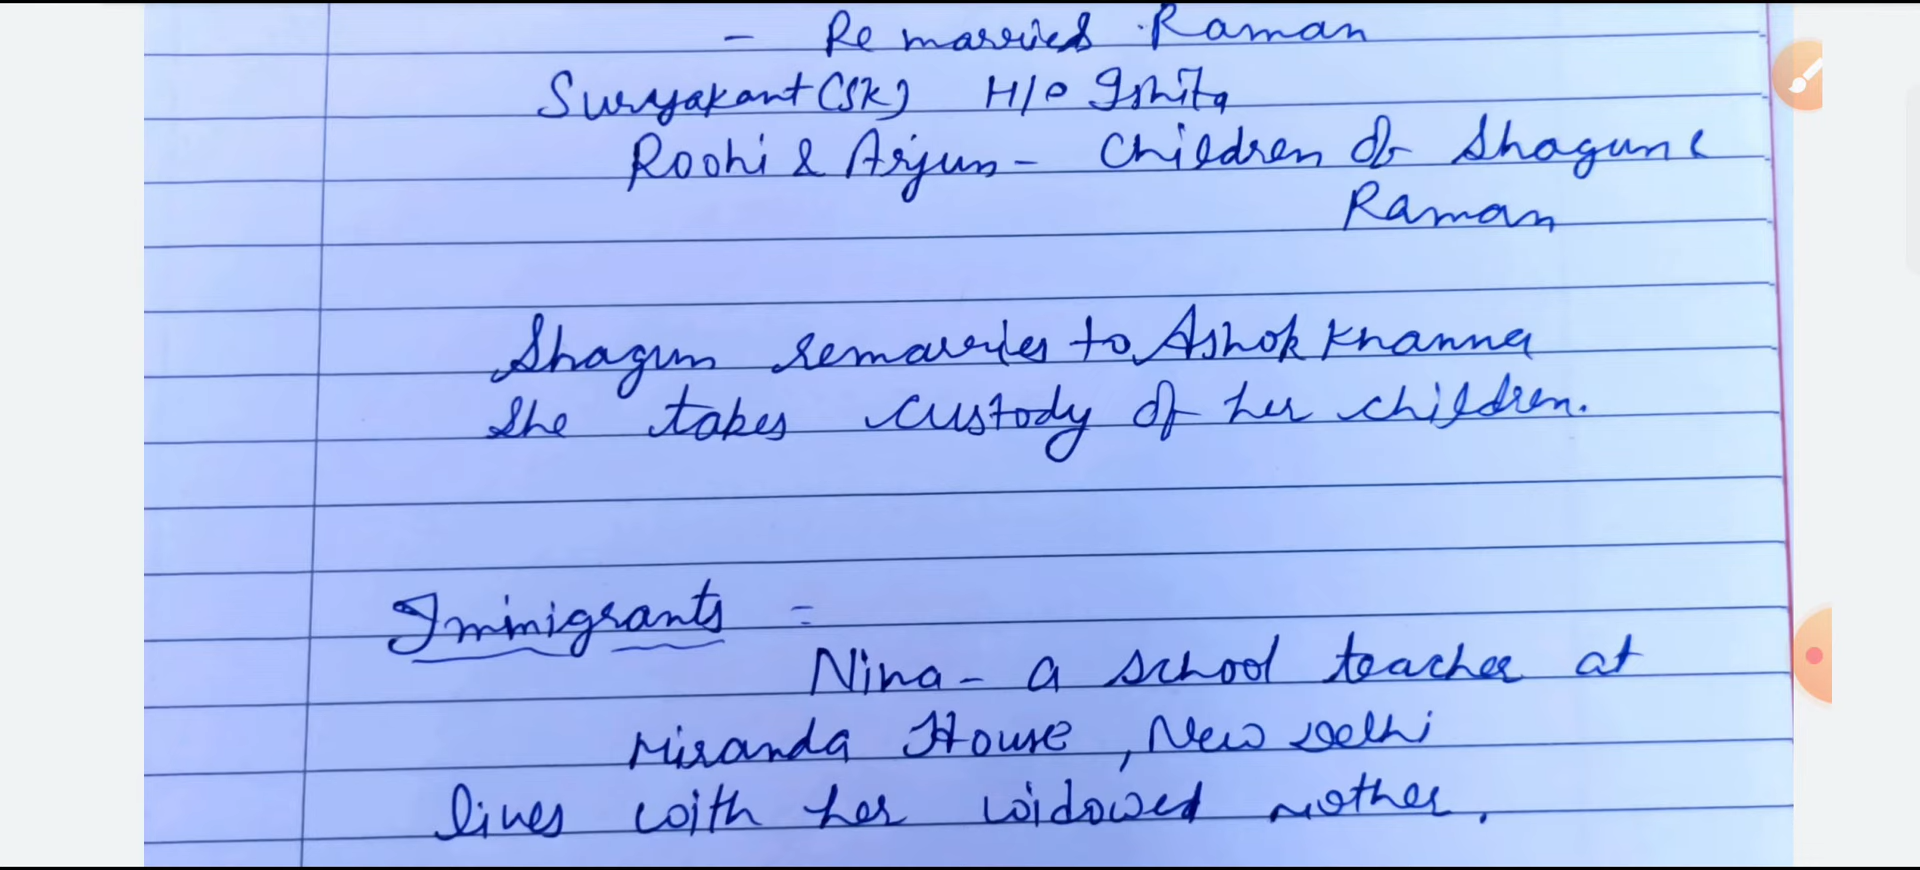 - Remarried Raman
Suryakant (SK) H/o Ishita
Roohi & Arjun - Children of Shagun &
Raman
Shagun remarries to Ashok Khanna
She takes custody of her children.
Immigrants =
Nina - a school teacher at
Miranda House, New Delhi
lives with her widowed mother.